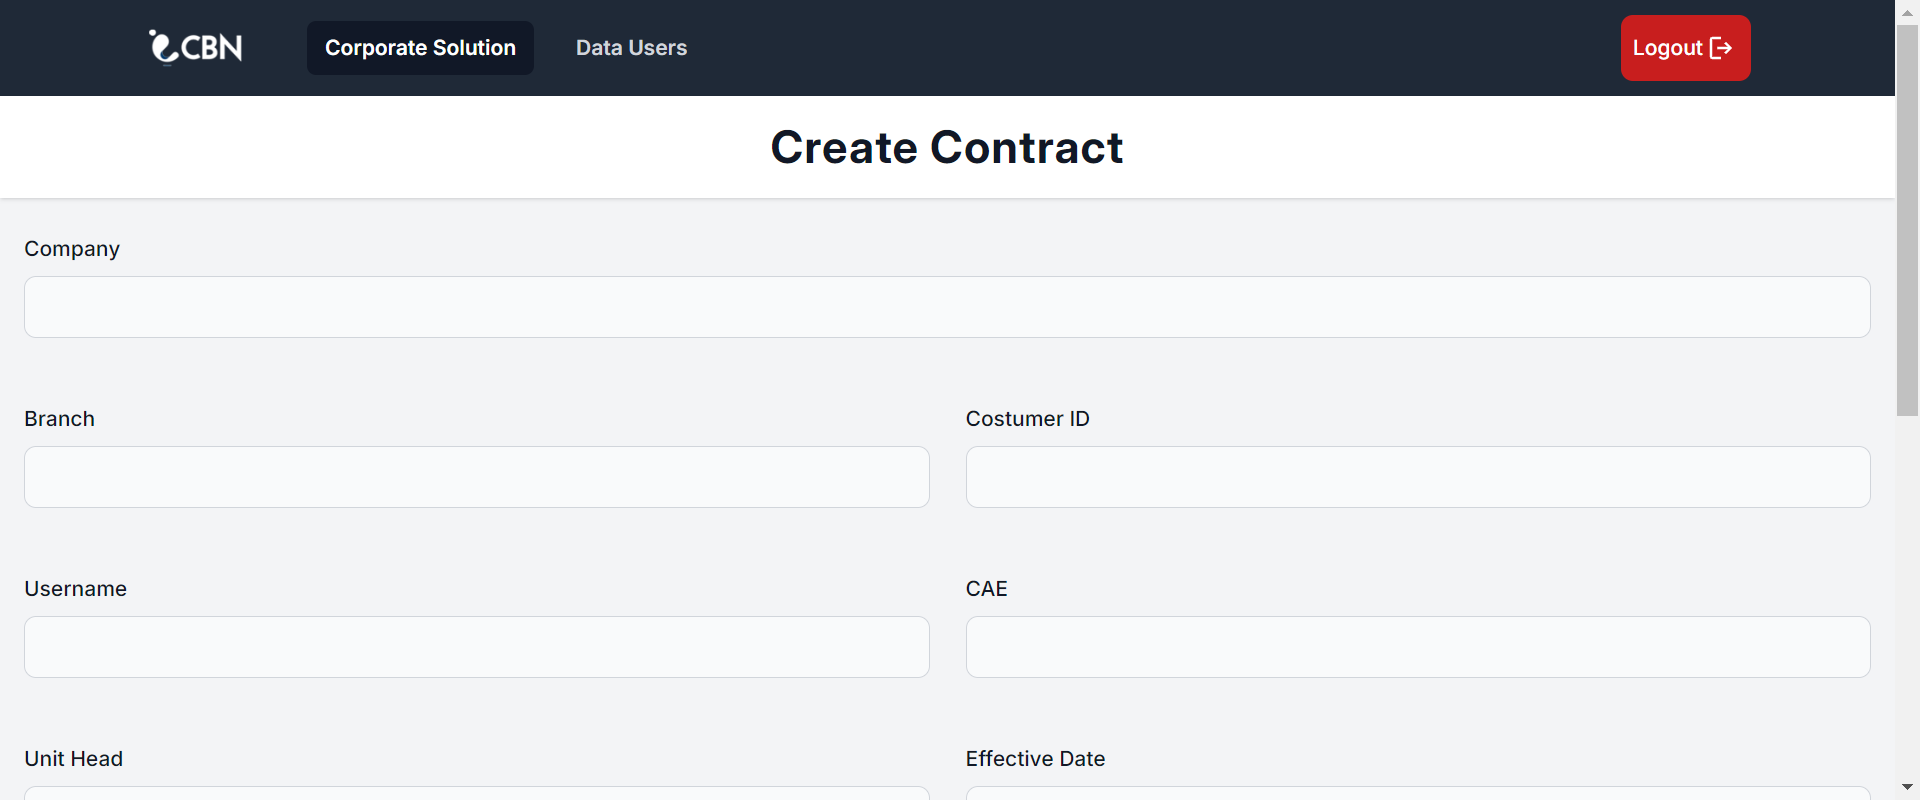 CBN Corporate Solution Data Users Logout
Create Contract
Company
Branch Costumer ID
Username CAE
Unit Head Effective Date